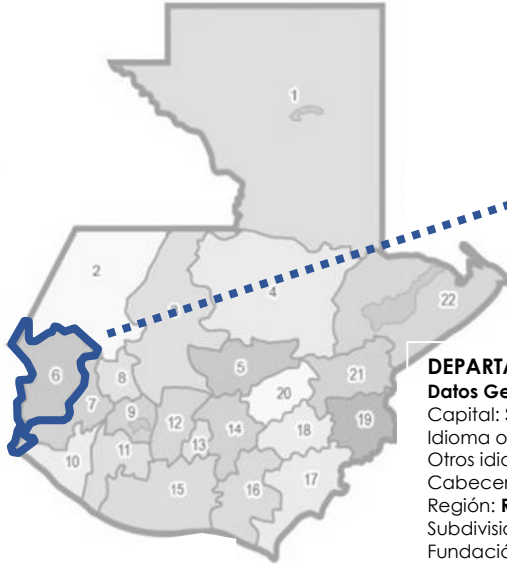 1
2
3
4
22
6
8
5
21
7
9
20
12
14
19
13
18
10
11
15
16
17
DEPARTA
Datos Ge
Capital: S
Idioma o
Otros idio
Cabecer
Región: R
Subdivisió
Fundació